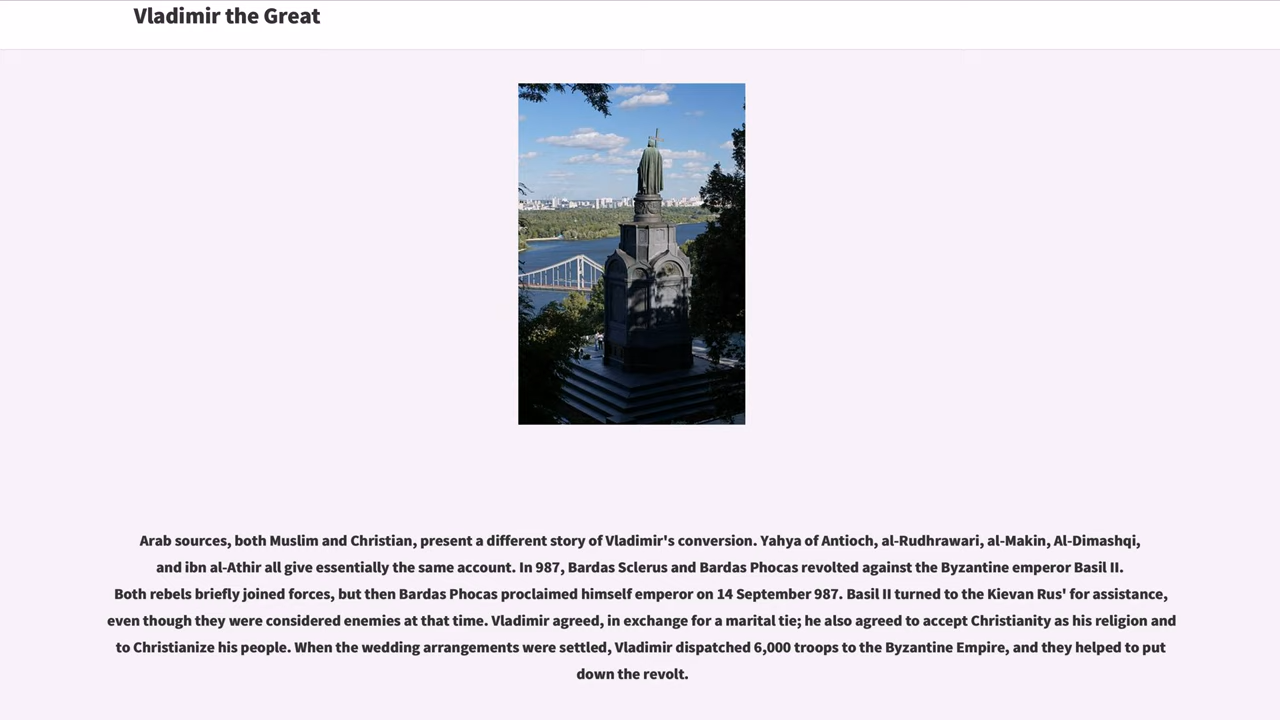 Vladimir the Great
Arab sources, both Muslim and Christian, present a different story of Vladimir's conversion. Yahya of Antioch, al-Rudhrawari, al-Makin, Al-Dimashqi,
and ibn al-Athir all give essentially the same account. In 987, Bardas Sclerus and Bardas Phocas revolted against the Byzantine emperor Basil II.
Both rebels briefly joined forces, but then Bardas Phocas proclaimed himself emperor on 14 September 987. Basil II turned to the Kievan Rus' for assistance,
even though they were considered enemies at that time. Vladimir agreed, in exchange for a marital tie; he also agreed to accept Christianity as his religion and
to Christianize his people. When the wedding arrangements were settled, Vladimir dispatched 6,000 troops to the Byzantine Empire, and they helped to put
down the revolt.